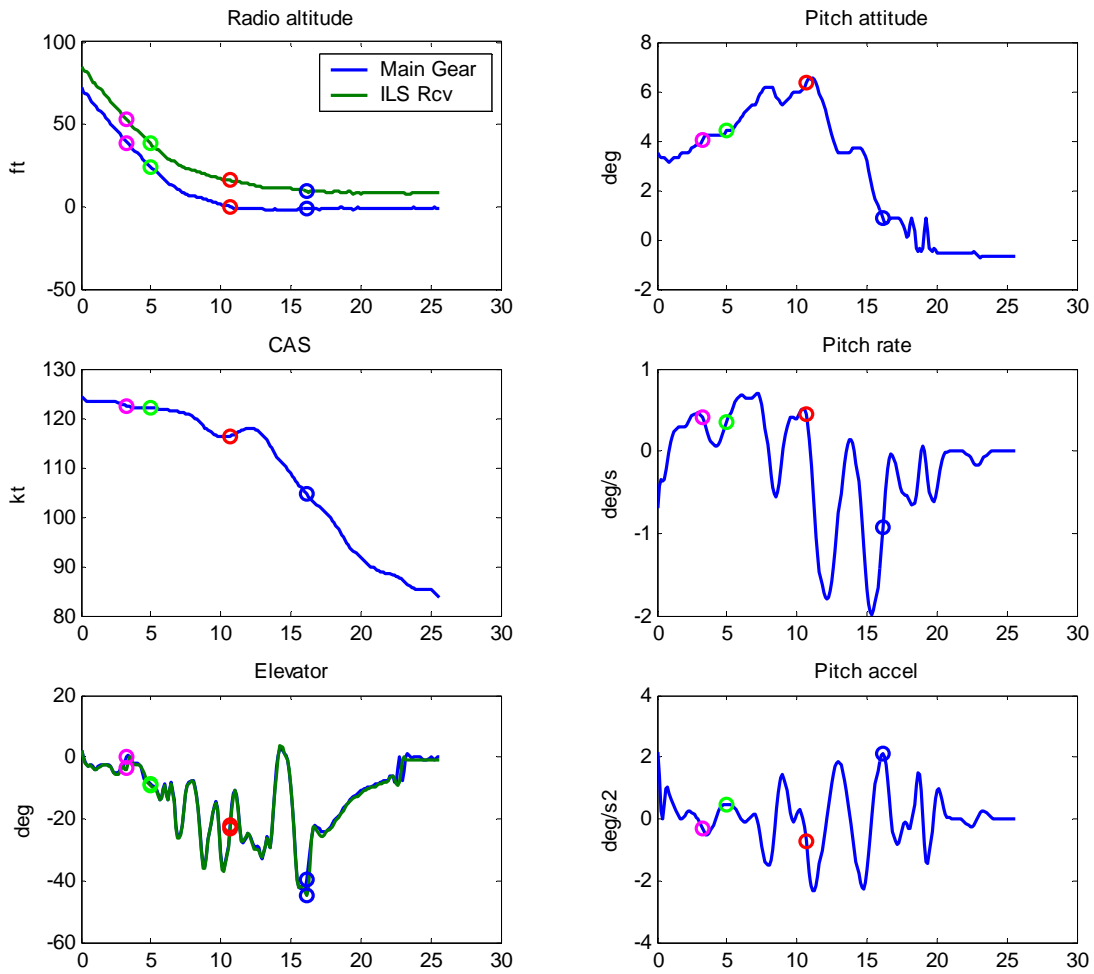 Radio altitude
100
50
0
-50
ft
Main Gear
ILS Rcv
0 5 10 15 20 25 30
Pitch attitude
8
6
4
2
0
-2
deg
0 5 10 15 20 25 30
CAS
130
120
110
100
90
80
kt
0 5 10 15 20 25 30
Pitch rate
1
0
-1
-2
deg/s
0 5 10 15 20 25 30
Elevator
20
0
-20
-40
-60
deg
0 5 10 15 20 25 30
Pitch accel
4
2
0
-2
-4
deg/s2
0 5 10 15 20 25 30